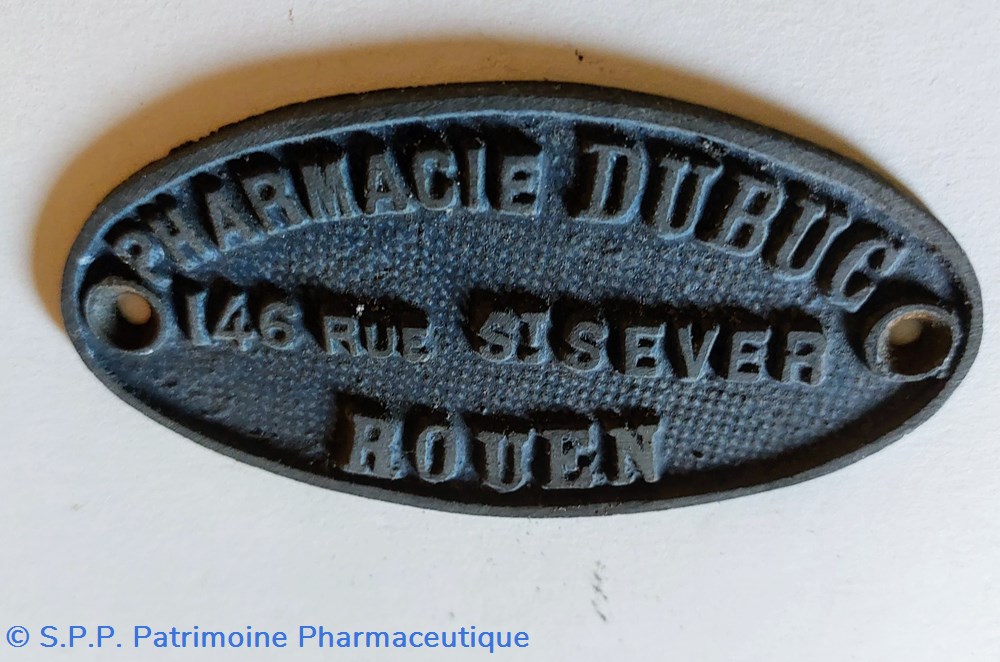 PHARMACIE DUBUC
146 RUE ST SEVER
ROUEN
© S.P.P. Patrimoine Pharmaceutique